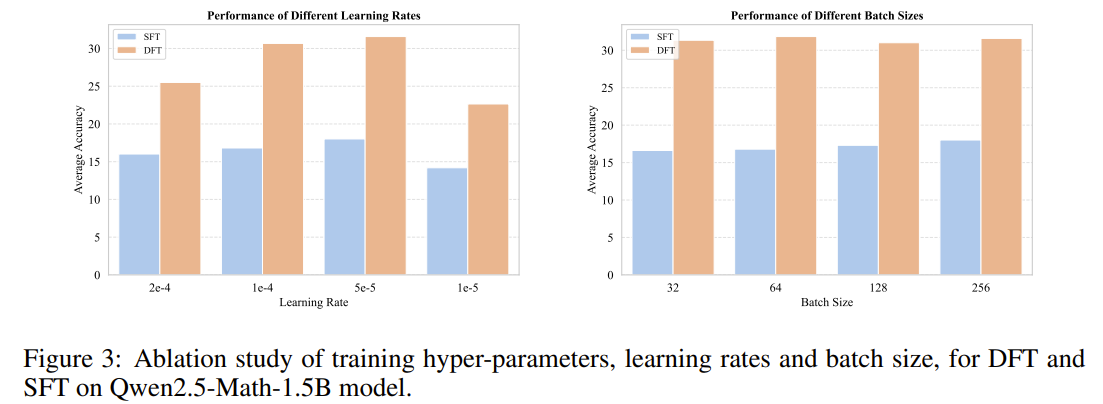 Performance of Different Learning Rates
SFT
DFT
30
25
20
15
10
5
0
Average Accuracy
2e-4
1e-4
5e-5
1e-5
Learning Rate
Performance of Different Batch Sizes
SFT
DFT
30
25
20
15
10
5
0
Average Accuracy
32
64
128
256
Batch Size
Figure 3: Ablation study of training hyper-parameters, learning rates and batch size, for DFT and
SFT on Qwen2.5-Math-1.5B model.